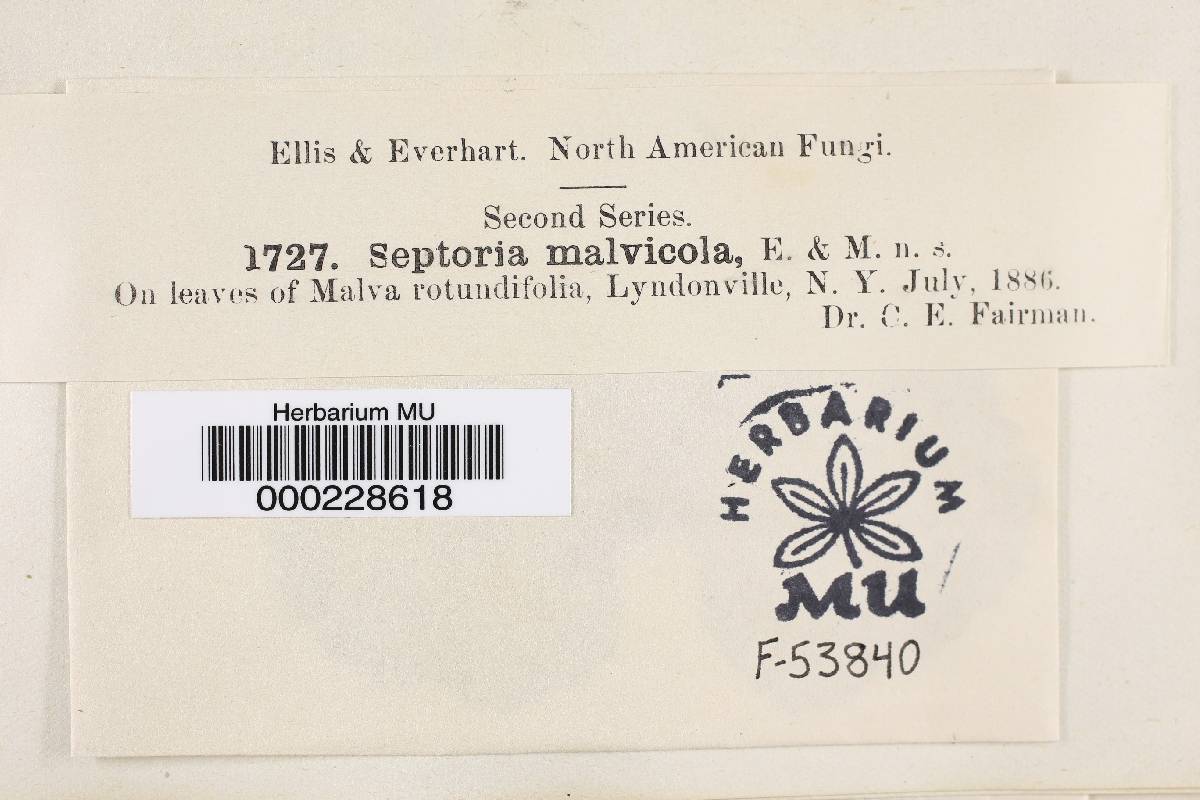 Ellis & Everhart. North American Fungi.
Second Series.
1727. Septoria malvicola, E. & M. n. s.
On leaves of Malva rotundifolia, Lyndonville, N. Y. July, 1886.
Dr. C. E. Fairman.
Herbarium MU
000228618
HERBARIUM
MU
F-53840